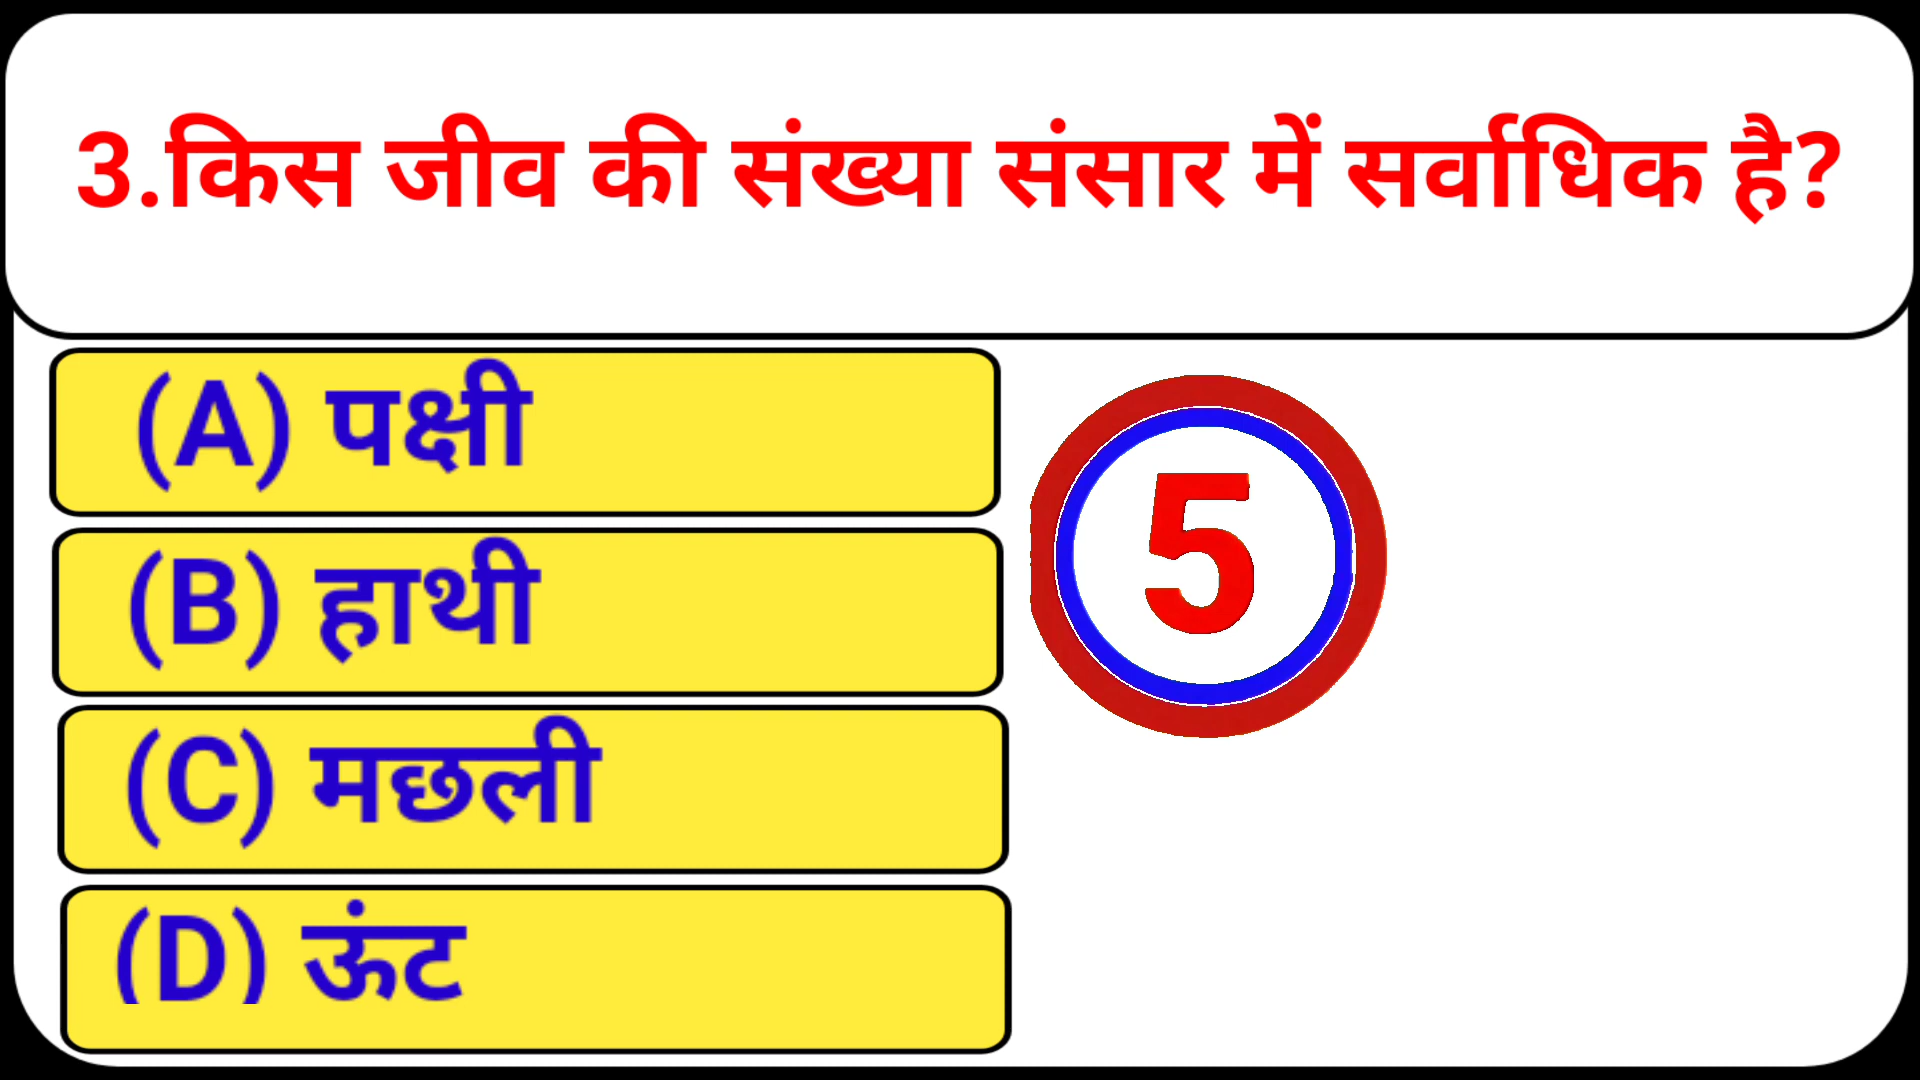 3.किस जीव की संख्या संसार में सर्वाधिक है?
(A) पक्षी
(B) हाथी
5
(C) मछली
(D) ऊंट